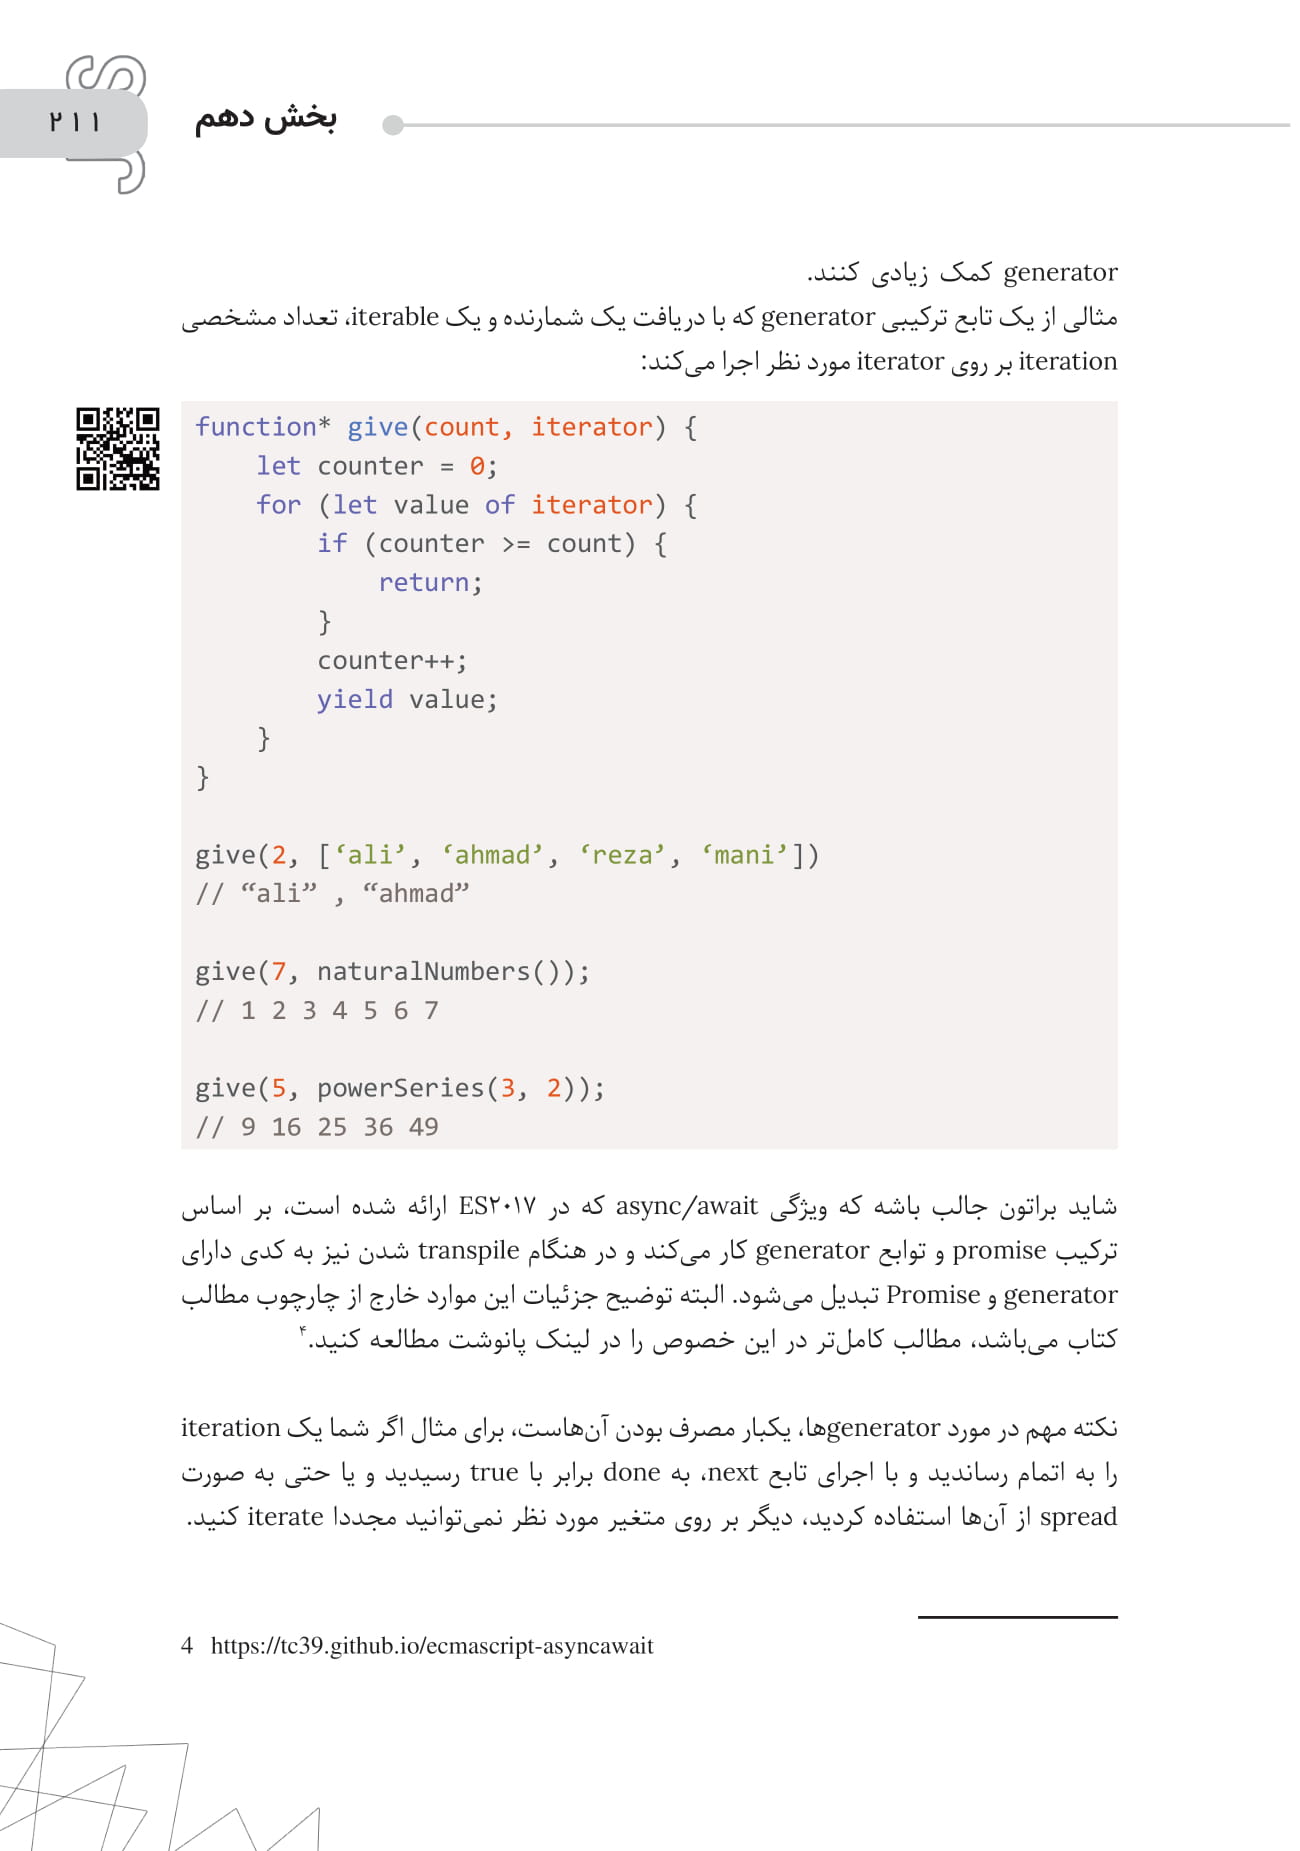 JS
۲۱۱
بخش دهم
generator کمک زیادی کنند.
مثالی از یک تابع ترکیبی generator که با دریافت یک شمارنده و یک iterable، تعداد مشخصی
iteration بر روی iterator مورد نظر اجرا می‌کند:
function* give(count, iterator) {
    let counter = 0;
    for (let value of iterator) {
        if (counter >= count) {
            return;
        }
        counter++;
        yield value;
    }
}
give(2, [‘ali’, ‘ahmad’, ‘reza’, ‘mani’])
// “ali” , “ahmad”
give(7, naturalNumbers());
// 1 2 3 4 5 6 7
give(5, powerSeries(3, 2));
// 9 16 25 36 49
شاید براتون جالب باشه که ویژگی async/await که در ES۲۰۱۷ ارائه شده است، بر اساس
ترکیب promise و توابع generator کار می‌کند و در هنگام transpile شدن نیز به کدی دارای
generator و Promise تبدیل می‌شود. البته توضیح جزئیات این موارد خارج از چارچوب مطالب
کتاب می‌باشد، مطالب کامل‌تر در این خصوص را در لینک پانوشت مطالعه کنید.۴
نکته مهم در مورد generatorها، یکبار مصرف بودن آن‌هاست، برای مثال اگر شما یک iteration
را به اتمام رساندید و با اجرای تابع next، به done برابر با true رسیدید و یا حتی به صورت
spread از آن‌ها استفاده کردید، دیگر بر روی متغیر مورد نظر نمی‌توانید مجددا iterate کنید.
4 https://tc39.github.io/ecmascript-asyncawait